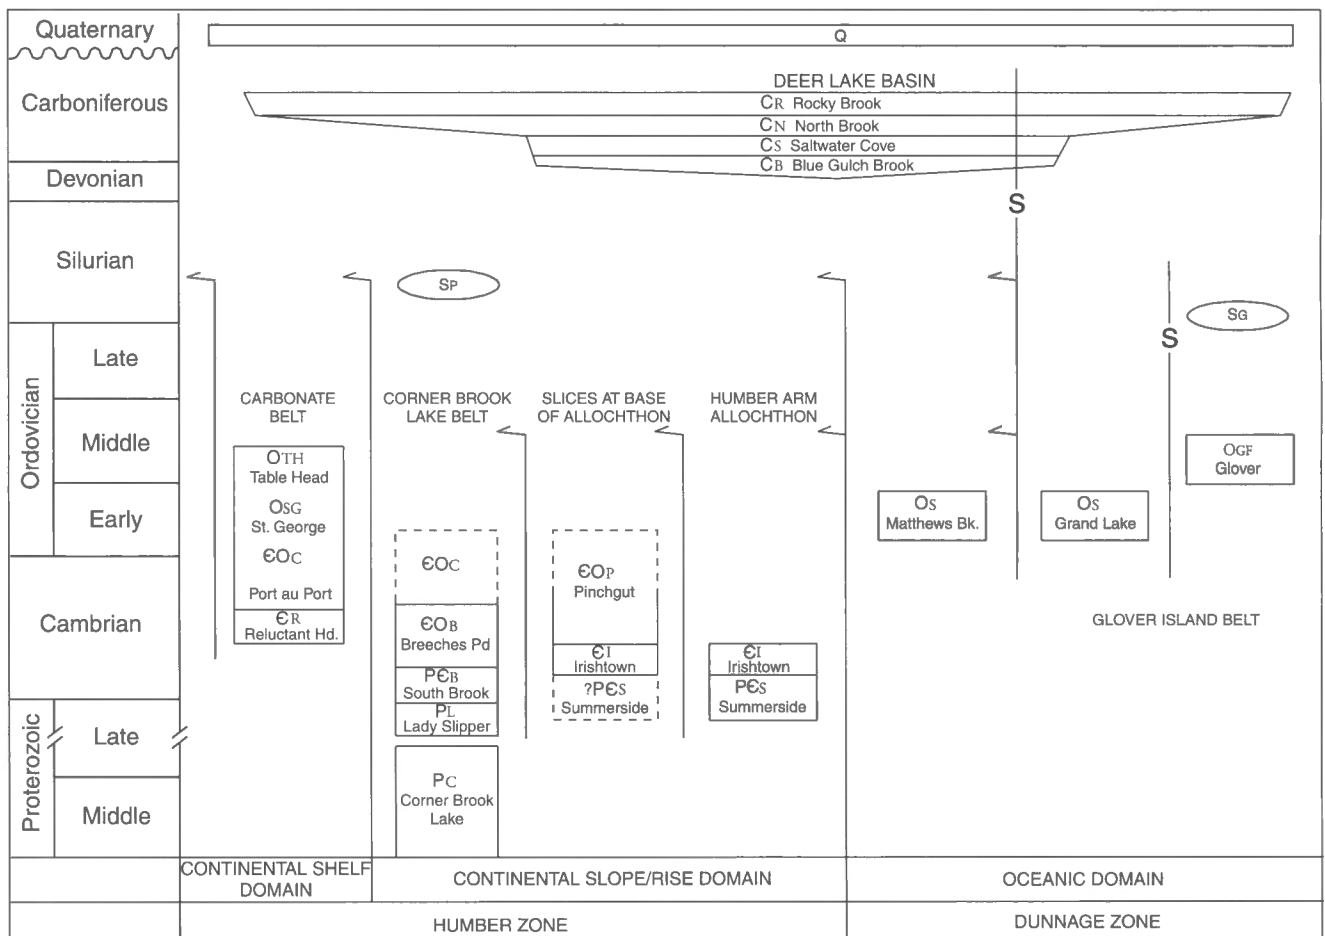 Quaternary
Q
Carboniferous
DEER LAKE BASIN
CR Rocky Brook
CN North Brook
CS Saltwater Cove
CB Blue Gulch Brook
Devonian
S
Silurian
SP
SG
S
Ordovician
Late
Middle
Early
CARBONATE
BELT
CORNER BROOK
LAKE BELT
SLICES AT BASE
OF ALLOCHTHON
HUMBER ARM
ALLOCHTHON
OTH
Table Head
OSG
St. George
ЄOC
Port au Port
ЄR
Reluctant Hd.
ЄOC
ЄOB
Breeches Pd
PЄB
South Brook
PL
Lady Slipper
PC
Corner Brook
Lake
ЄOP
Pinchgut
ЄI
Irishtown
?PЄS
Summerside
ЄI
Irishtown
PЄS
Summerside
OS
Matthews Bk.
OS
Grand Lake
OGF
Glover
GLOVER ISLAND BELT
Cambrian
Proterozoic
Late
Middle
CONTINENTAL SHELF
DOMAIN
CONTINENTAL SLOPE/RISE DOMAIN
OCEANIC DOMAIN
HUMBER ZONE
DUNNAGE ZONE